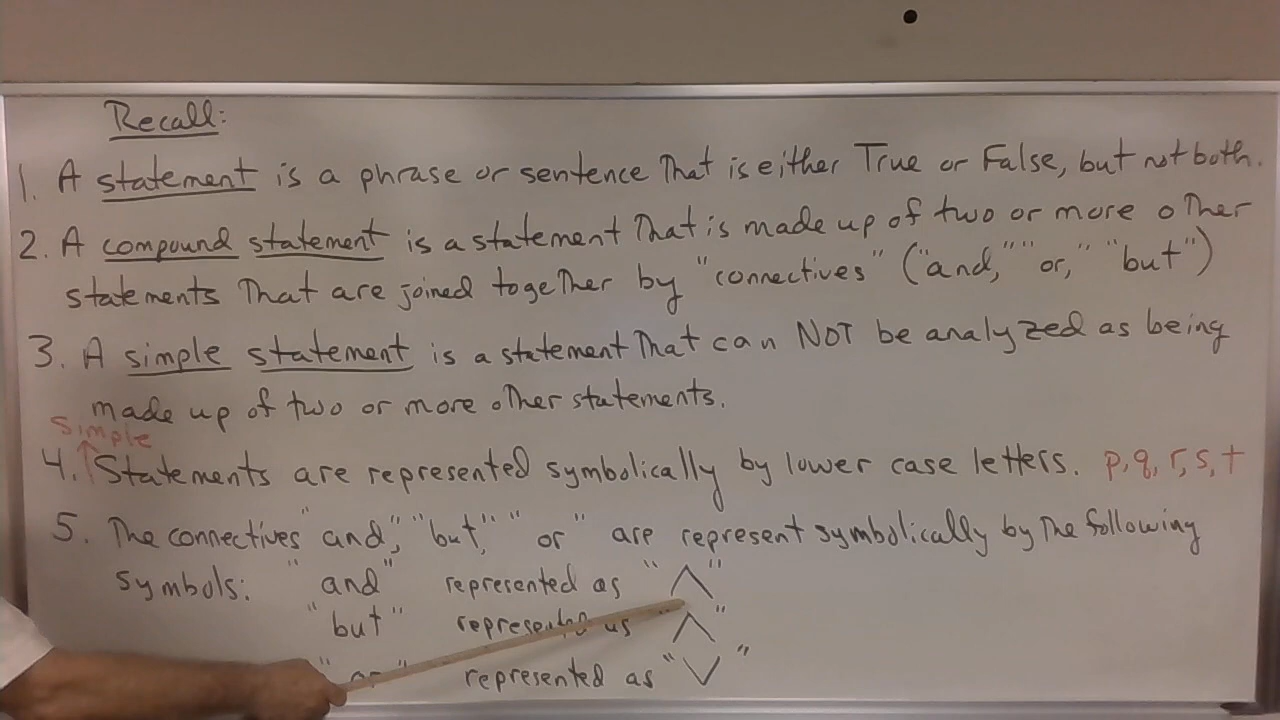 Recall:
1. A statement is a phrase or sentence that is either True or False, but not both.
2. A compound statement is a statement that is made up of two or more other
statements that are joined together by "connectives" ("and," "or," "but")
3. A simple statement is a statement that can NOT be analyzed as being
made up of two or more other statements.
simple
4. Statements are represented symbolically by lower case letters. p, q, r, s, t
5. The connectives "and," "but," "or" are represent symbolically by the following
symbols: "and" represented as "∧"
"but" represented as "∧"
"or" represented as "∨"